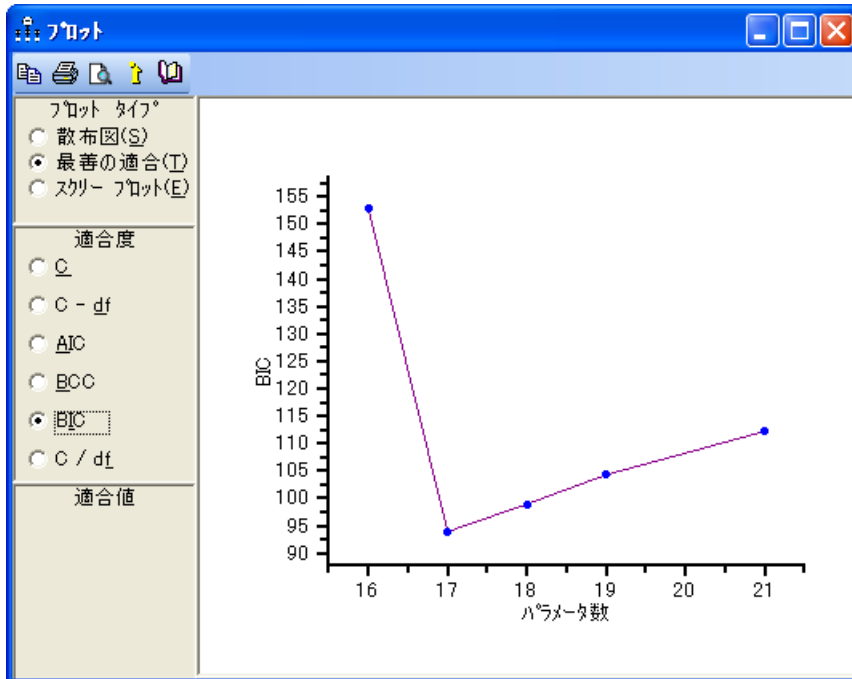 プロット
プロット タイプ
散布図(S)
最善の適合(T)
スクリー プロット(E)
適合度
C
C - df
AIC
BCC
BIC
C / df
適合値
155
150
145
140
135
130
125
120
115
110
105
100
95
90
BIC
16 17 18 19 20 21
パラメータ数